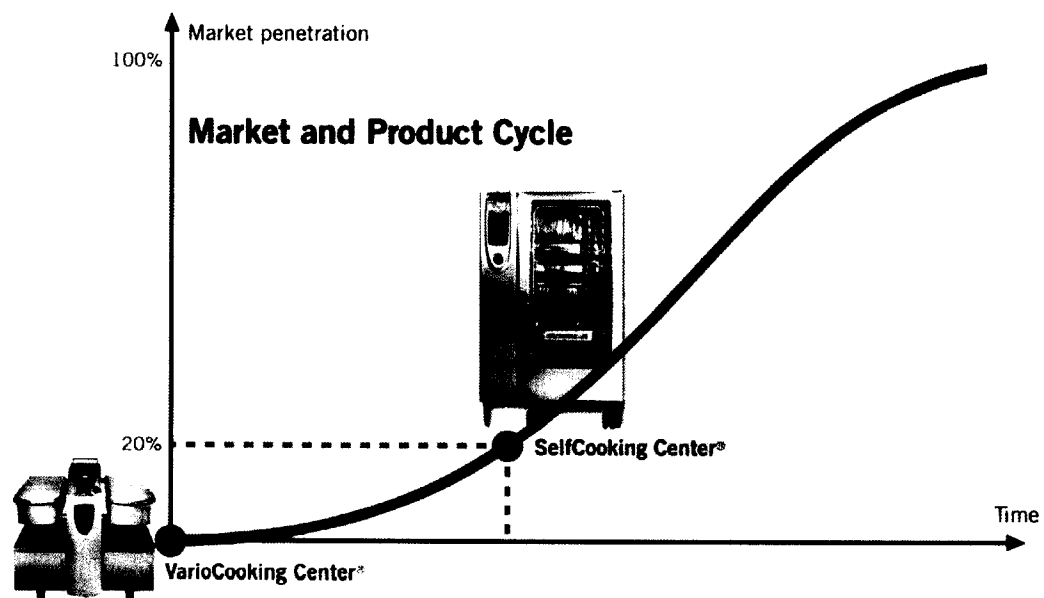 Market penetration
100%
Market and Product Cycle
20%
SelfCooking Center®
Time
VarioCooking Center®